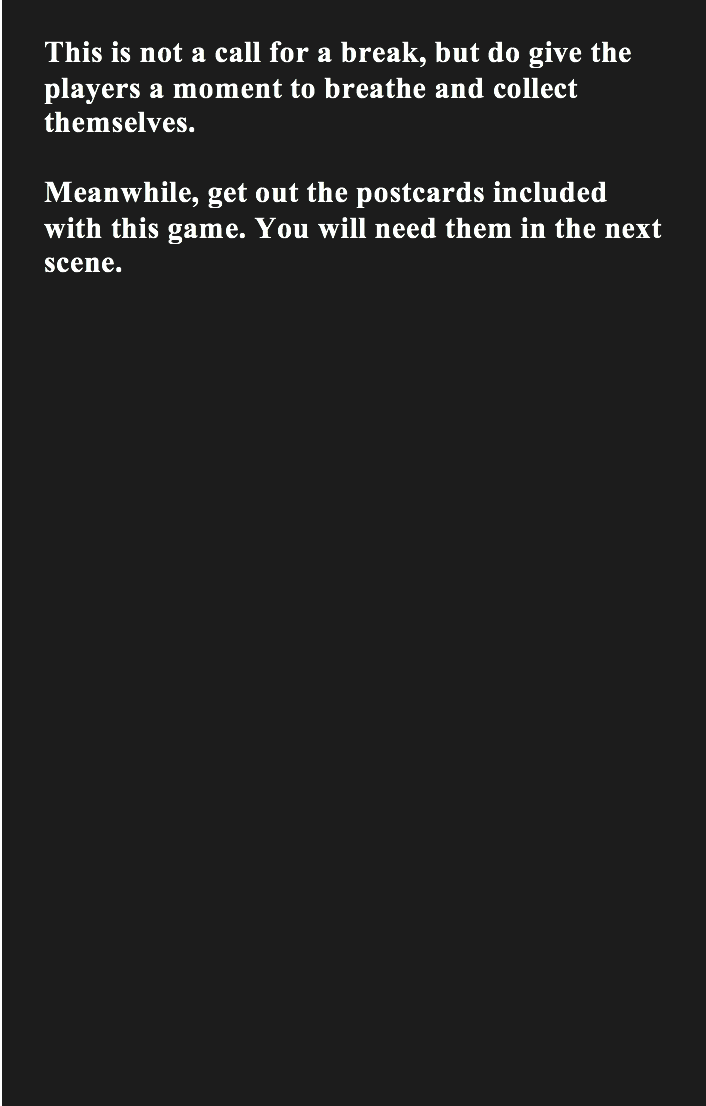 This is not a call for a break, but do give the
players a moment to breathe and collect
themselves.
Meanwhile, get out the postcards included
with this game. You will need them in the next
scene.